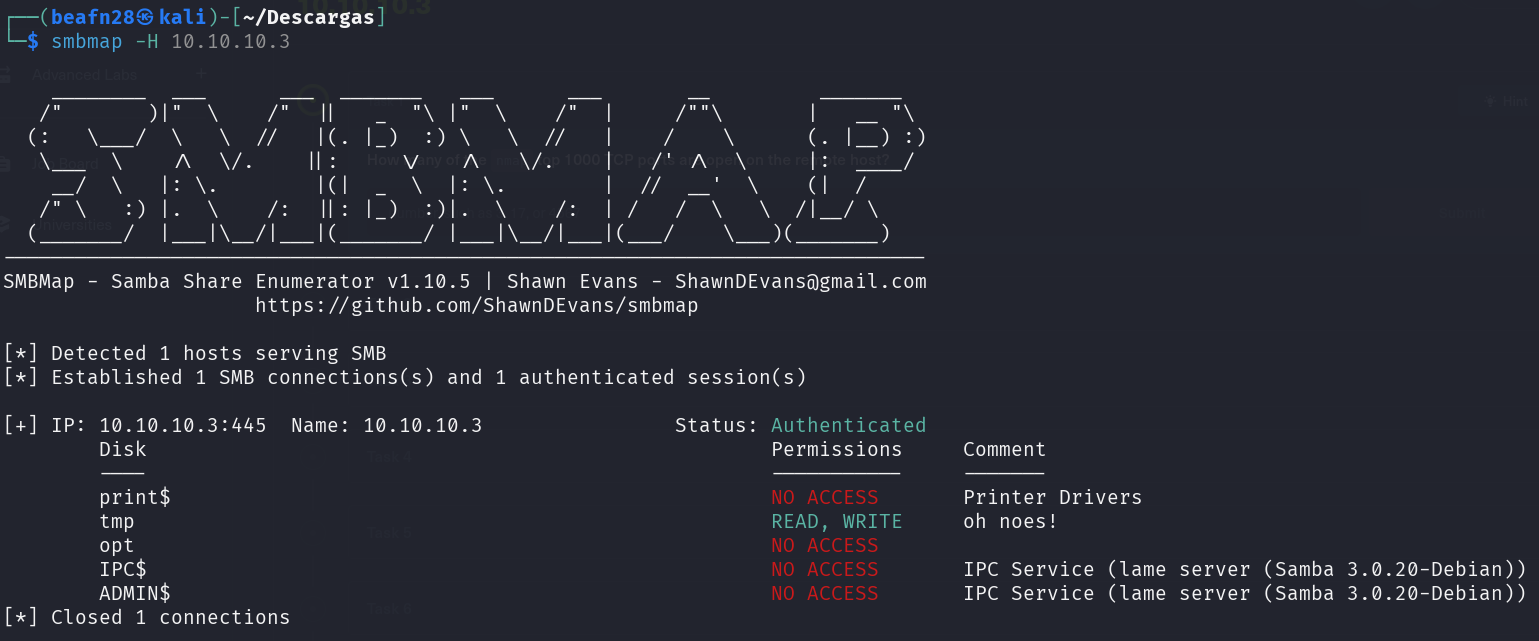 (beafn28㉿kali)-[~/Descargas]
$ smbmap -H 10.10.10.3
SMBMAP
SMBMap - Samba Share Enumerator v1.10.5 | Shawn Evans - ShawnDEvans@gmail.com
https://github.com/ShawnDEvans/smbmap
[*] Detected 1 hosts serving SMB
[*] Established 1 SMB connections(s) and 1 authenticated session(s)
[+] IP: 10.10.10.3:445 Name: 10.10.10.3 Status: Authenticated
Disk Permissions Comment
---- ----------- -------
print$ NO ACCESS Printer Drivers
tmp READ, WRITE oh noes!
opt NO ACCESS
IPC$ NO ACCESS IPC Service (lame server (Samba 3.0.20-Debian))
ADMIN$ NO ACCESS IPC Service (lame server (Samba 3.0.20-Debian))
[*] Closed 1 connections